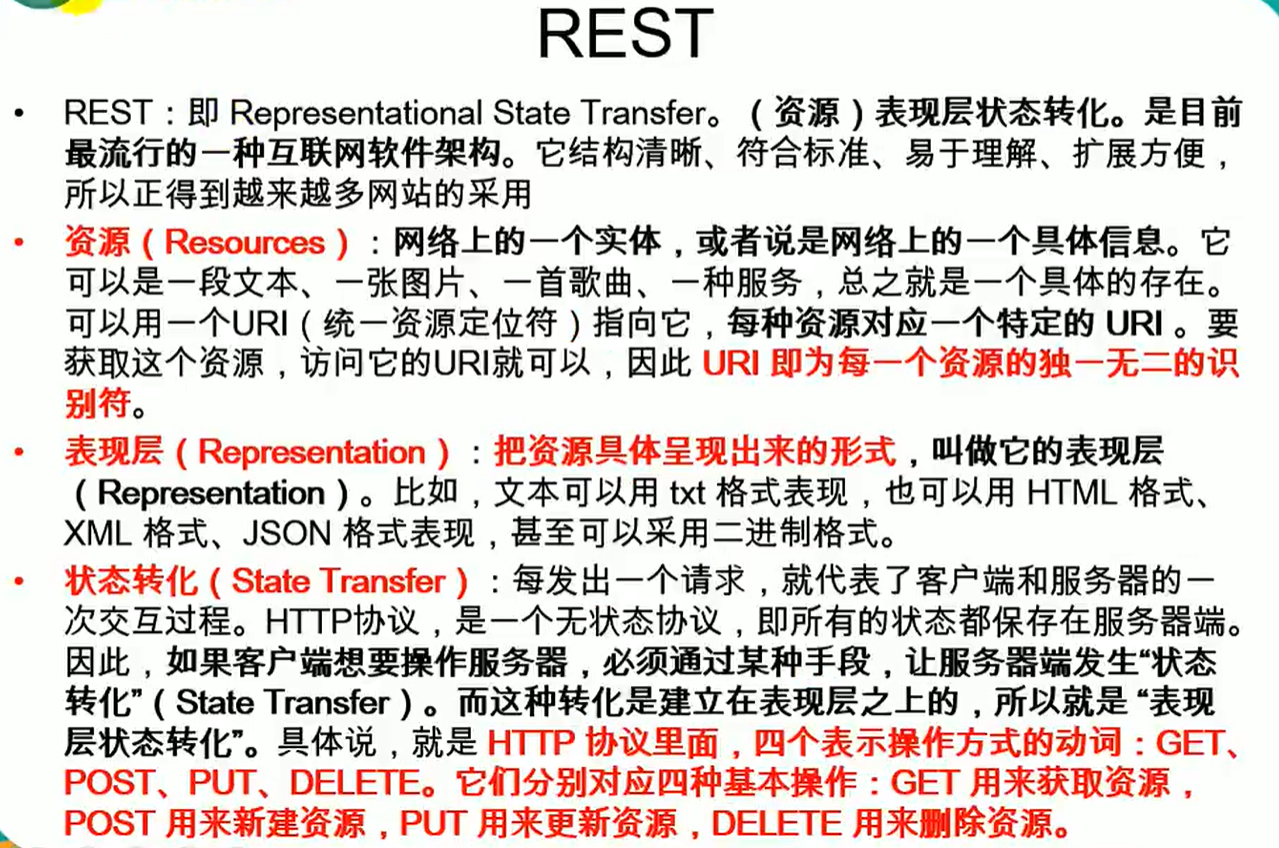 REST
• REST：即 Representational State Transfer。（资源）表现层状态转化。是目前
最流行的一种互联网软件架构。它结构清晰、符合标准、易于理解、扩展方便，
所以正得到越来越多网站的采用
• 资源（Resources）：网络上的一个实体，或者说是网络上的一个具体信息。它
可以是一段文本、一张图片、一首歌曲、一种服务，总之就是一个具体的存在。
可以用一个URI（统一资源定位符）指向它，每种资源对应一个特定的 URI 。要
获取这个资源，访问它的URI就可以，因此 URI 即为每一个资源的独一无二的识
别符。
• 表现层（Representation）：把资源具体呈现出来的形式，叫做它的表现层
（Representation）。比如，文本可以用 txt 格式表现，也可以用 HTML 格式、
XML 格式、JSON 格式表现，甚至可以采用二进制格式。
• 状态转化（State Transfer）：每发出一个请求，就代表了客户端和服务器的一
次交互过程。HTTP协议，是一个无状态协议，即所有的状态都保存在服务器端。
因此，如果客户端想要操作服务器，必须通过某种手段，让服务器端发生“状态
转化”（State Transfer）。而这种转化是建立在表现层之上的，所以就是 “表现
层状态转化”。具体说，就是 HTTP 协议里面，四个表示操作方式的动词：GET、
POST、PUT、DELETE。它们分别对应四种基本操作：GET 用来获取资源，
POST 用来新建资源，PUT 用来更新资源，DELETE 用来删除资源。